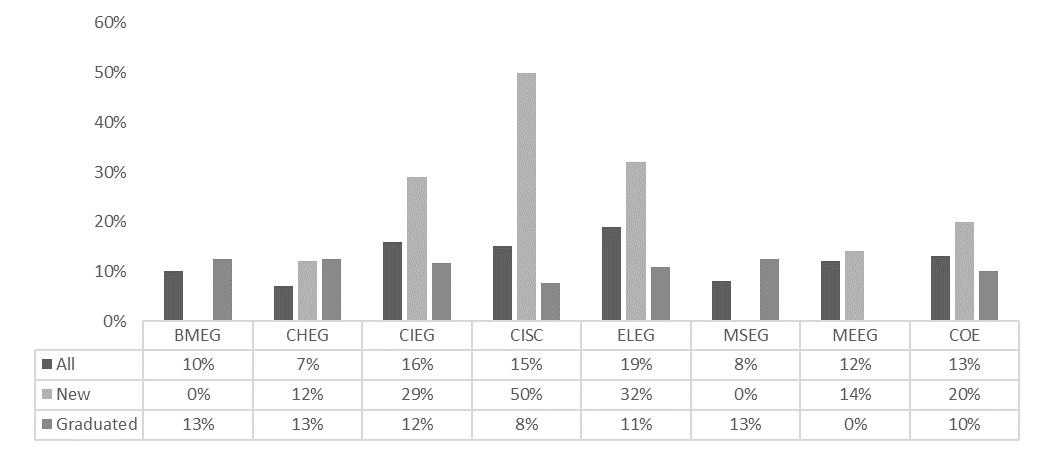 60%
50%
40%
30%
20%
10%
0%
BMEG CHEG CIEG CISC ELEG MSEG MEEG COE
All 10% 7% 16% 15% 19% 8% 12% 13%
New 0% 12% 29% 50% 32% 0% 14% 20%
Graduated 13% 13% 12% 8% 11% 13% 0% 10%